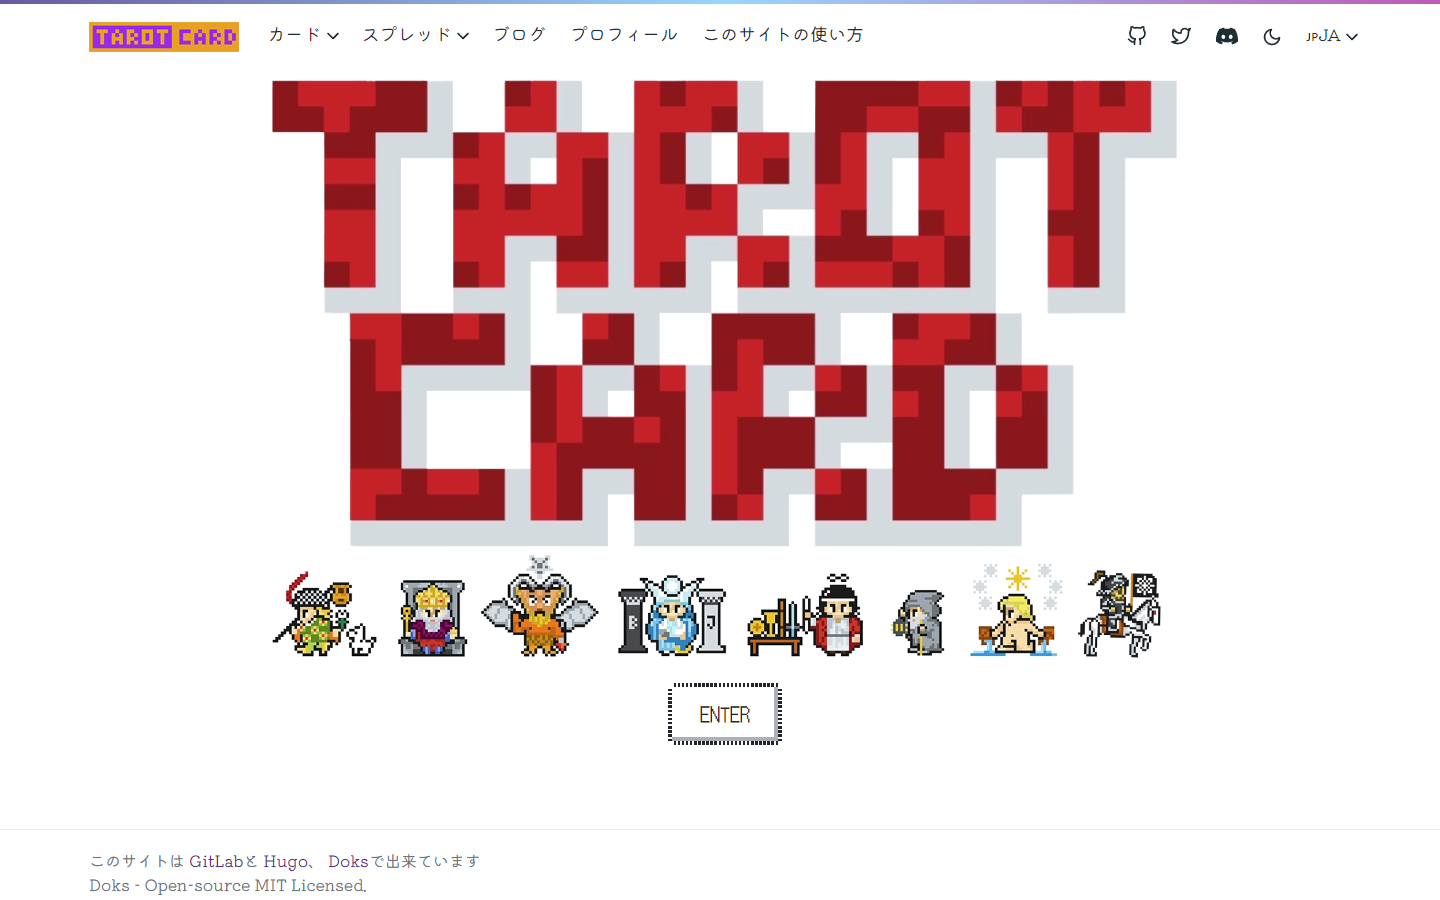 TAROT CARD
カード
スプレッド
ブログ
プロフィール
このサイトの使い方
JPJA
TAROT
CARD
B
J
ENTER
このサイトは GitLabと Hugo、 Doksで出来ています
Doks - Open-source MIT Licensed.